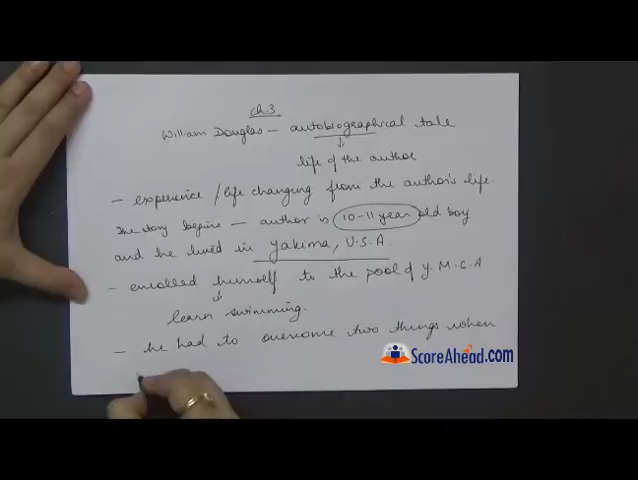 ch.3
William Douglas - autobiographical tale
life of the author
- experience / life changing from the author's life.
The story begins - author is 10-11 year old boy
and he lived in yakima, U.S.A.
- enrolled himself to the pool of Y.M.C.A
learn swimming.
- he had to overcome two things when
ScoreAhead.com